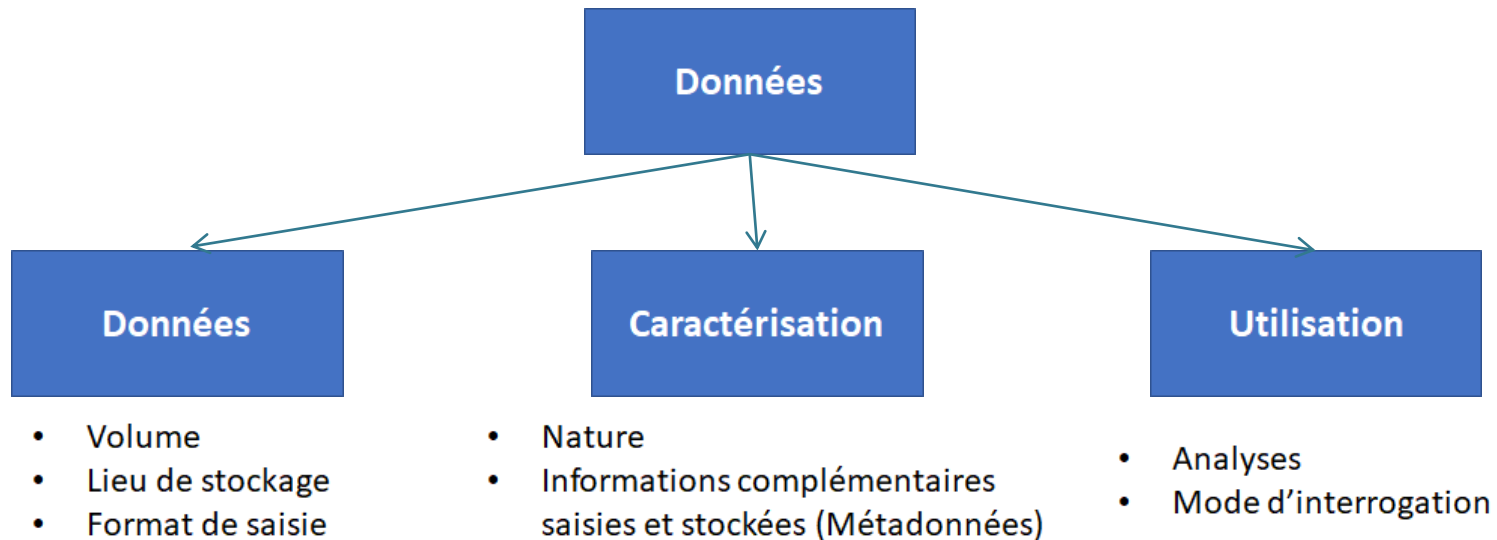 Données
Données
Caractérisation
Utilisation
• Volume
• Lieu de stockage
• Format de saisie
• Nature
• Informations complémentaires
saisies et stockées (Métadonnées)
• Analyses
• Mode d’interrogation